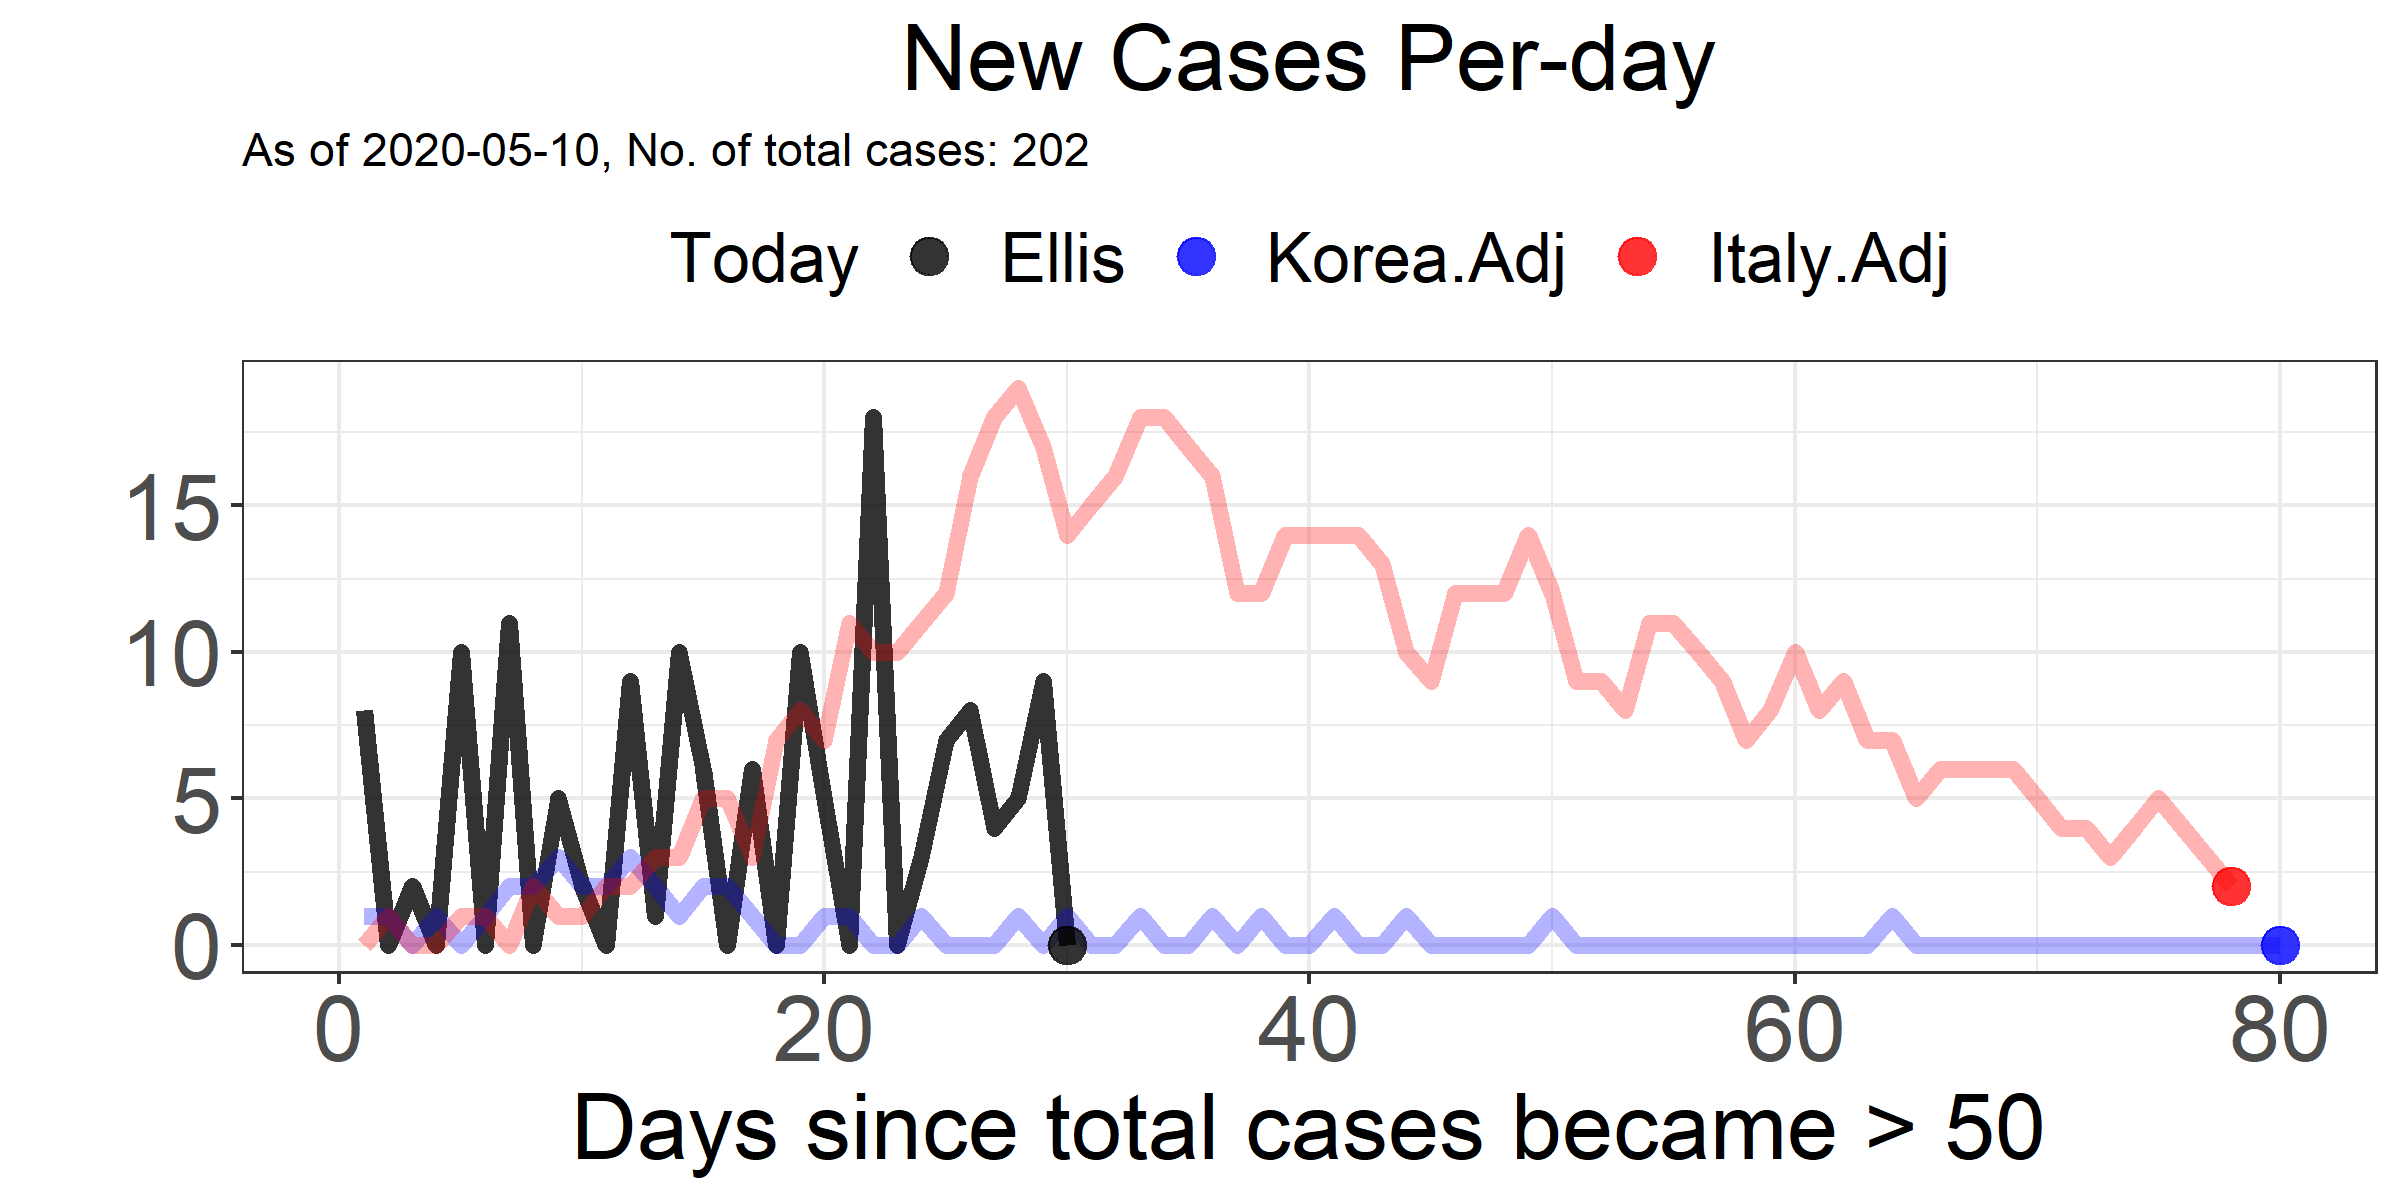 New Cases Per-day
As of 2020-05-10, No. of total cases: 202
Today Ellis Korea.Adj Italy.Adj
15
10
5
0
0 20 40 60 80
Days since total cases became > 50